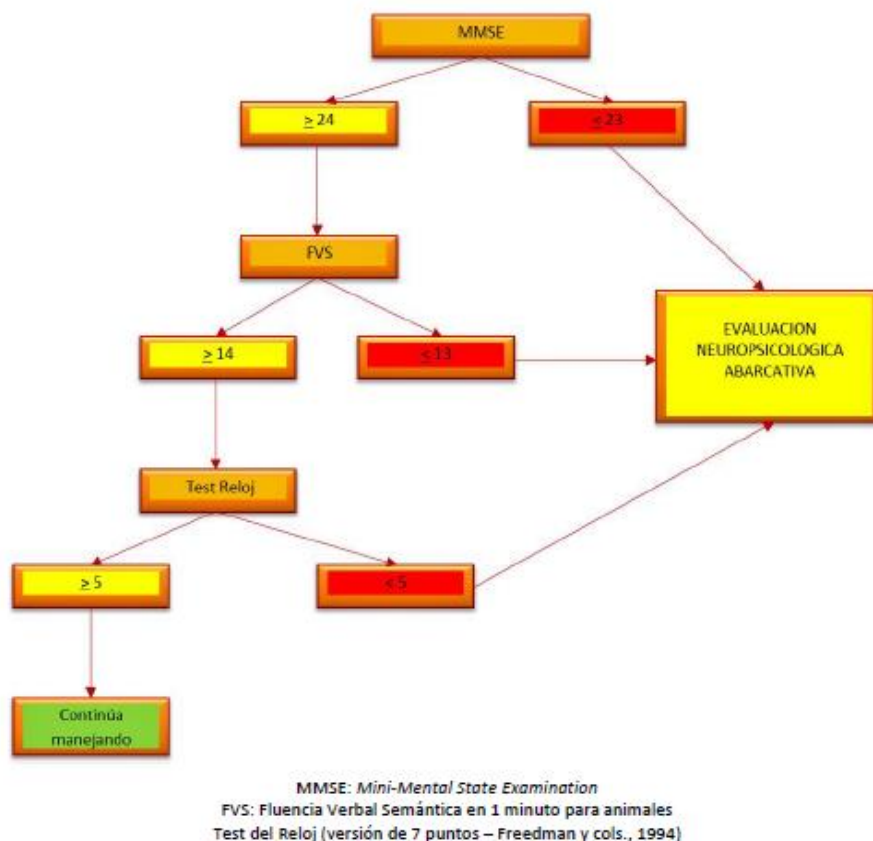 MMSE
≥ 24
≤ 23
FVS
≥ 14
≤ 13
EVALUACION
NEUROPSICOLOGICA
ABARCATIVA
Test Reloj
≥ 5
< 5
Continúa
manejando
MMSE: Mini-Mental State Examination
FVS: Fluencia Verbal Semántica en 1 minuto para animales
Test del Reloj (versión de 7 puntos – Freedman y cols., 1994)